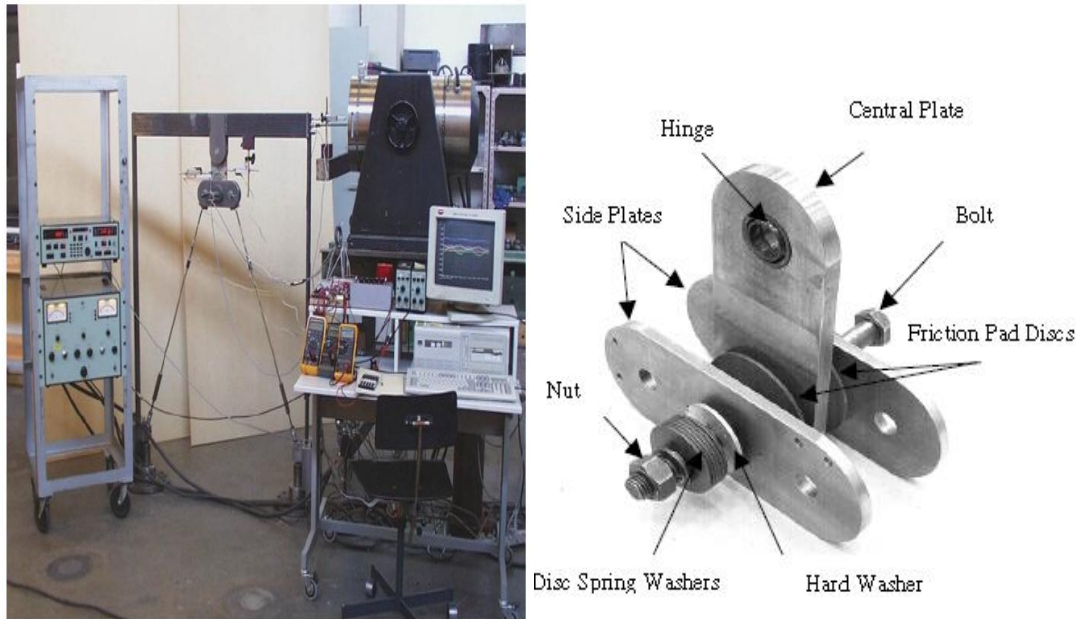 Central Plate
Hinge
Side Plates
Bolt
Friction Pad Discs
Nut
Disc Spring Washers
Hard Washer